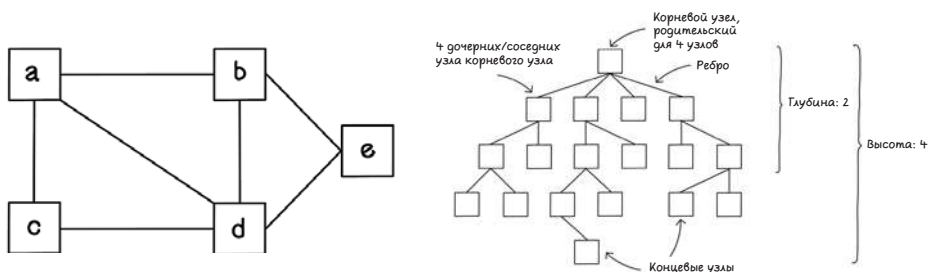 a
b
e
c
d
Корневой узел,
родительский
для 4 узлов
4 дочерних/соседних
узла корневого узла
Ребро
Глубина: 2
Высота: 4
Концевые узлы